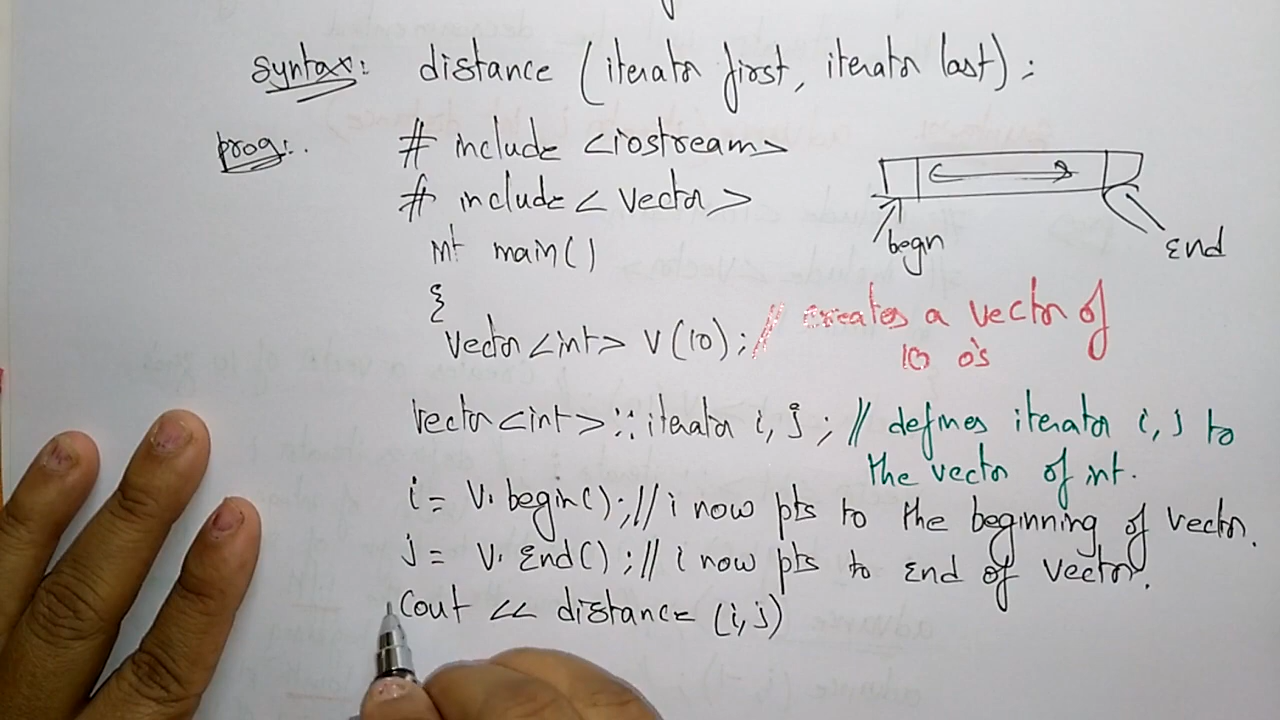 syntax: distance (iterator first, iterator last);
prog:. # include <iostream>
# include < vector >
int main()
{
begin
End
vector <int> v(10); // creates a vector of
10 o's
vector <int> :: iterator i, j ; // defines iterator i, j to
the vector of int.
i = v. begin() ; // i now pts to the beginning of vector.
j = v. End() ; // i now pts to End of vector.
Cout << distance (i, j)